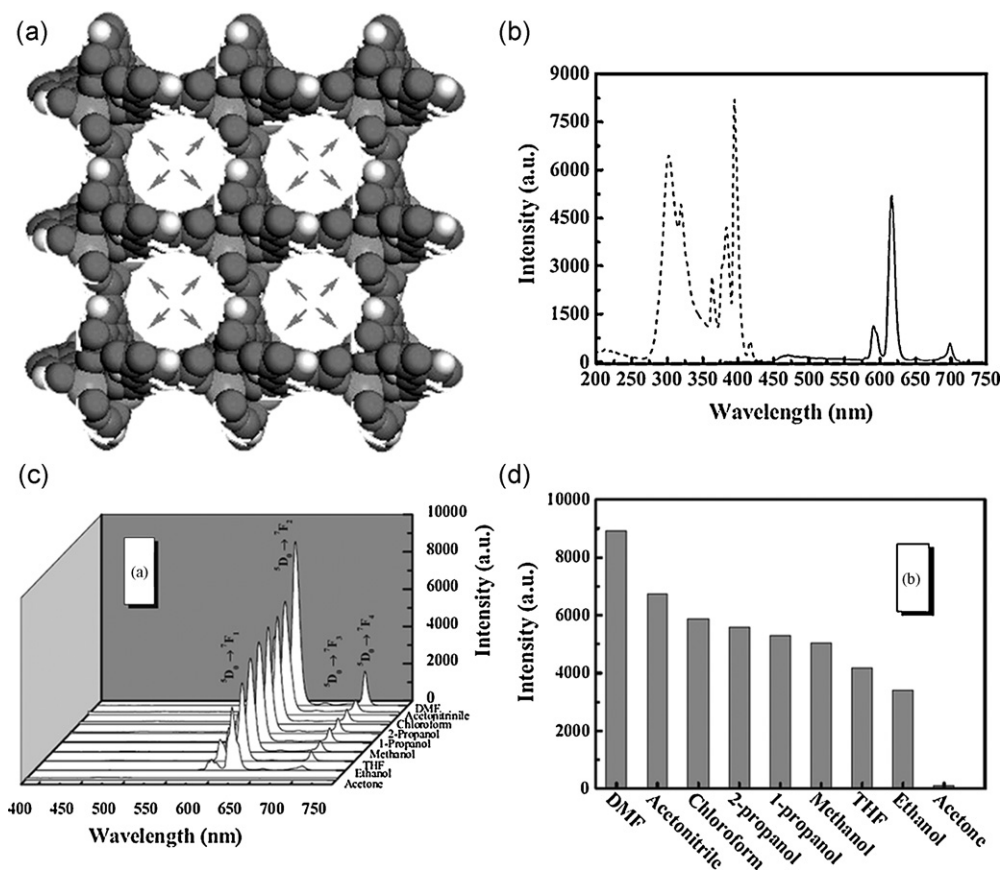 (a)
(b)
9000
7500
6000
4500
3000
1500
0
Intensity (a.u.)
200 250 300 350 400 450 500 550 600 650 700 750
Wavelength (nm)
(c)
(a)
⁵D₀→⁷F₁
⁵D₀→⁷F₂
⁵D₀→⁷F₃
⁵D₀→⁷F₄
10000
8000
6000
4000
2000
0
Intensity (a.u.)
DMF
Acetonitrinile
Chloroform
2-Propanol
1-Propanol
Methanol
THF
Ethanol
Acetone
400 450 500 550 600 650 700 750
Wavelength (nm)
(d)
(b)
10000
8000
6000
4000
2000
0
Intensity (a.u.)
DMF
Acetonitrile
Chloroform
2-propanol
1-propanol
Methanol
THF
Ethanol
Acetone